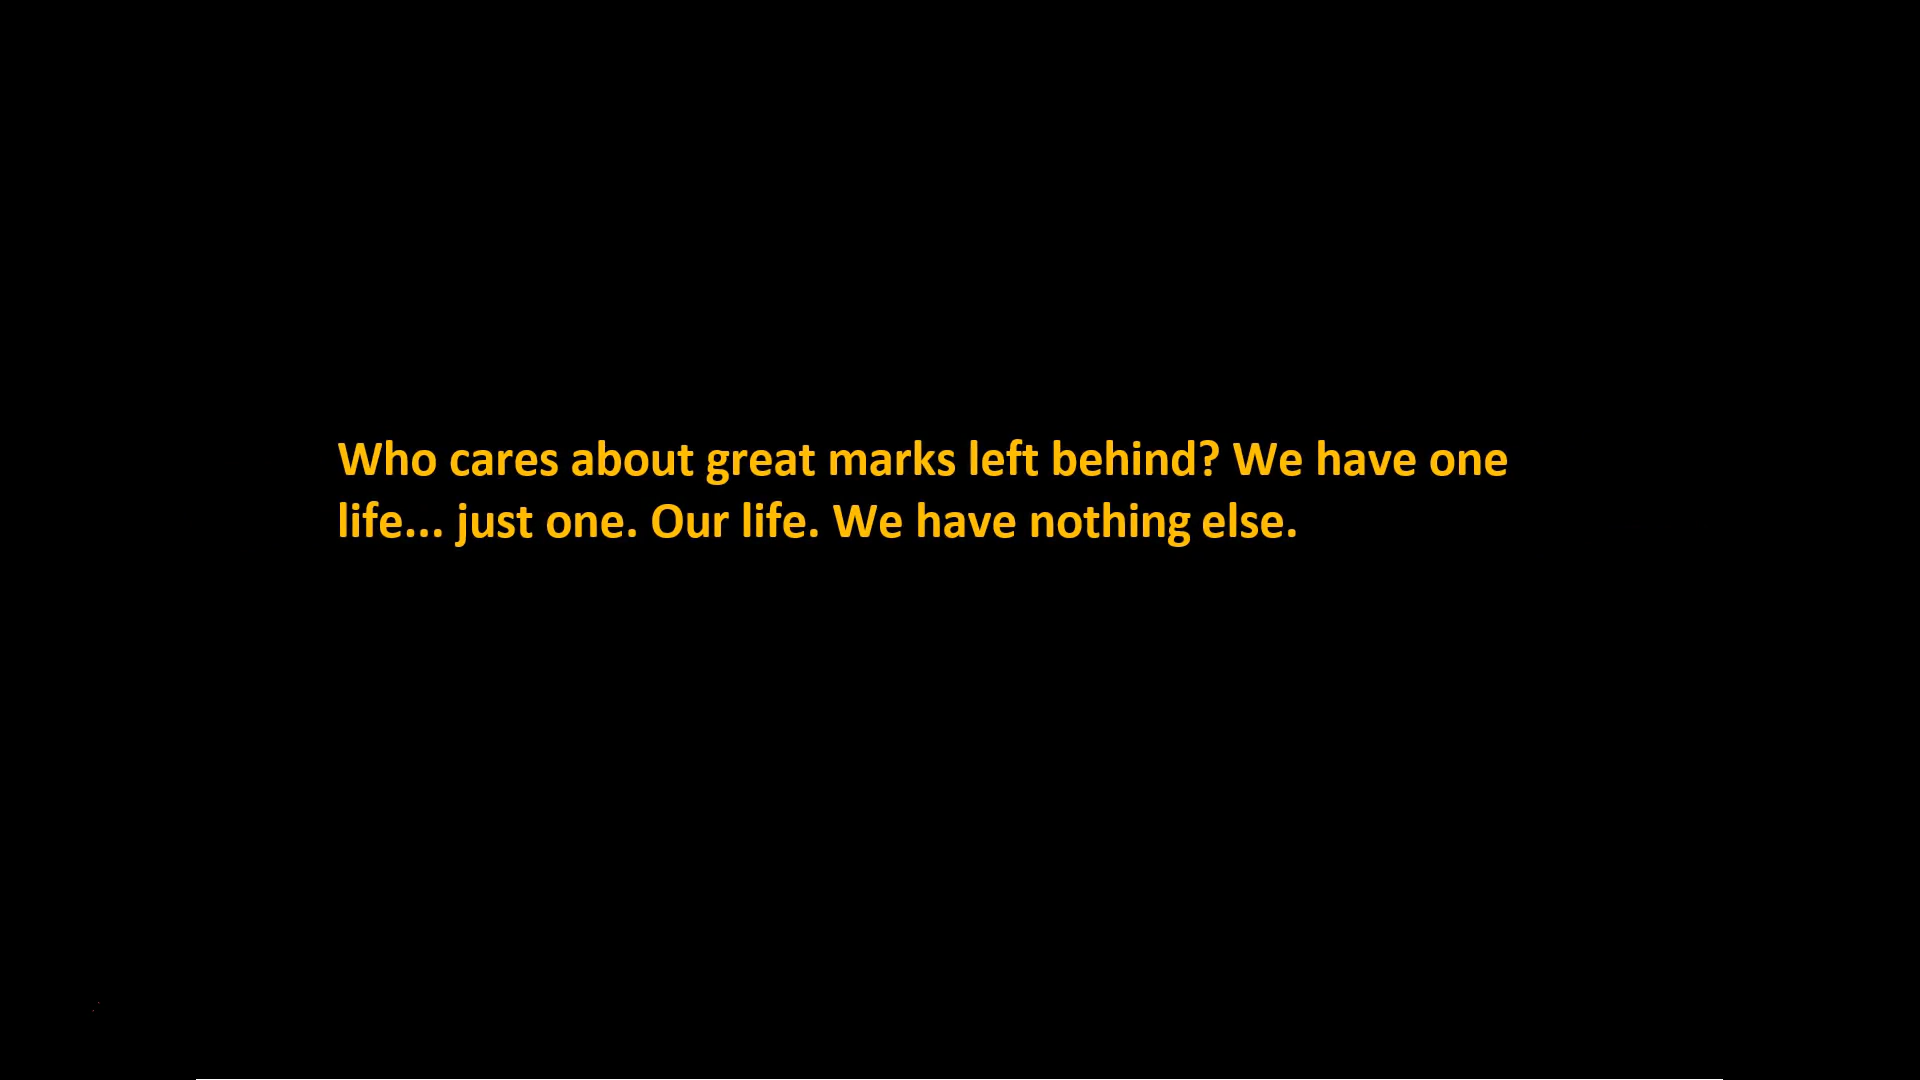 Who cares about great marks left behind? We have one
life... just one. Our life. We have nothing else.